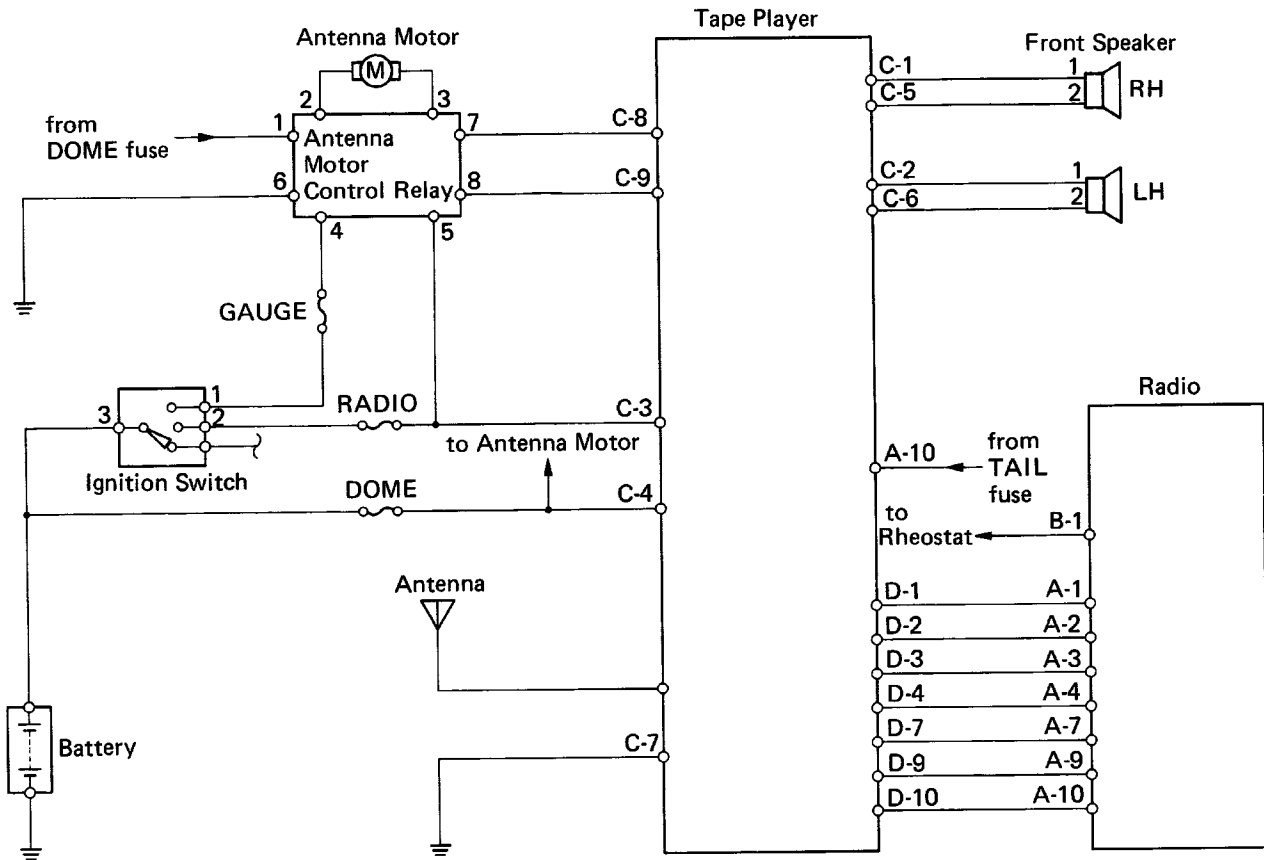 Tape Player
Antenna Motor
M
2
3
Front Speaker
C-1
1
C-5
2
RH
from
DOME fuse
1
Antenna
Motor
Control Relay
7
C-8
6
8
C-9
4
5
C-2
1
C-6
2
LH
GAUGE
Radio
3
1
2
RADIO
C-3
to Antenna Motor
Ignition Switch
DOME
C-4
A-10
from
TAIL
fuse
to
Rheostat
B-1
Antenna
D-1
A-1
D-2
A-2
D-3
A-3
D-4
A-4
D-7
A-7
D-9
A-9
D-10
A-10
C-7
Battery